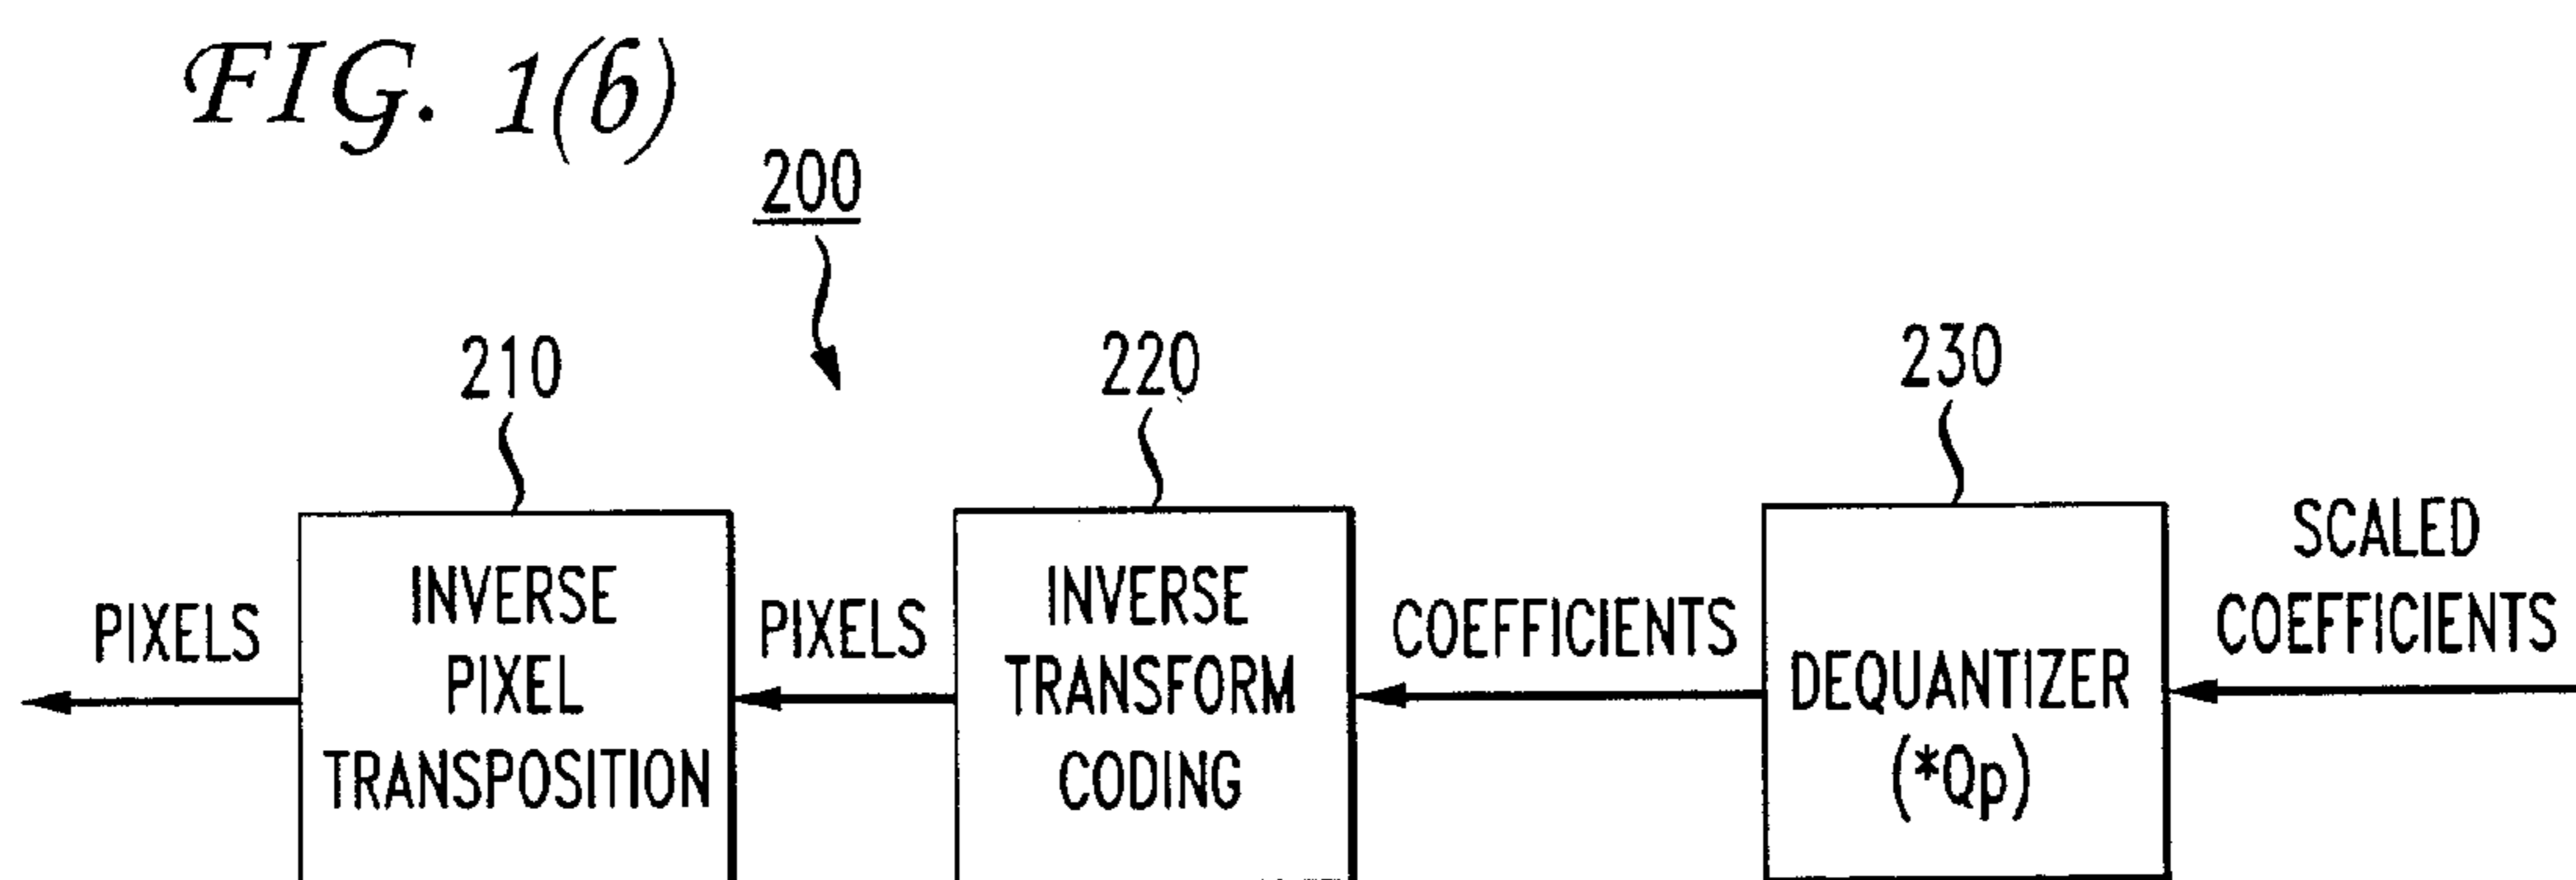 FIG. 1(b)
200
210
220
230
PIXELS
INVERSE
PIXEL
TRANSPOSITION
PIXELS
INVERSE
TRANSFORM
CODING
COEFFICIENTS
DEQUANTIZER
(*Qp)
SCALED
COEFFICIENTS